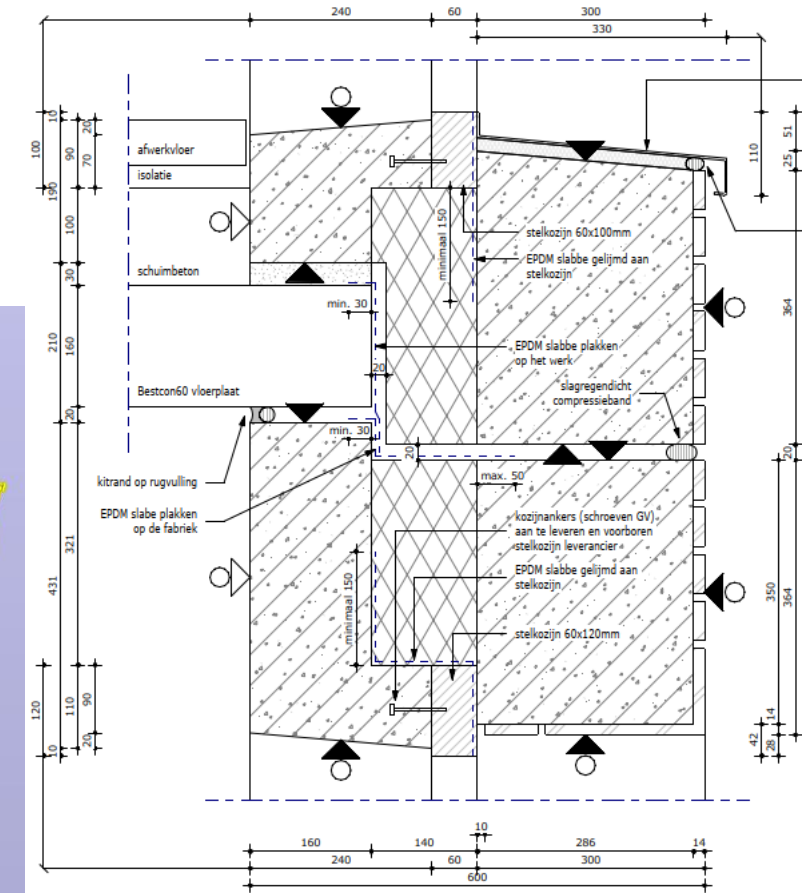 240
60
300
330
10
20
90
70
100
190
100
30
210
160
20
321
431
90
110
120
20
10
afwerkvloer
isolatie
schuimbeton
Bestcon60 vloerplaat
kitrand op rugvulling
EPDM slabe plakken
op de fabriek
min. 30
20
min. 30
minimaal 150
minimaal 150
stelkozijn 60x100mm
EPDM slabbe gelijmd aan
stelkozijn
EPDM slabbe plakken
op het werk
slagregendicht
compressieband
20
max. 50
kozijnankers (schroeven GV)
aan te leveren en voorboren
stelkozijn leverancier
EPDM slabbe gelijmd aan
stelkozijn
stelkozijn 60x120mm
110
51
25
364
20
350
364
14
42
28
10
160
140
286
14
240
60
300
600